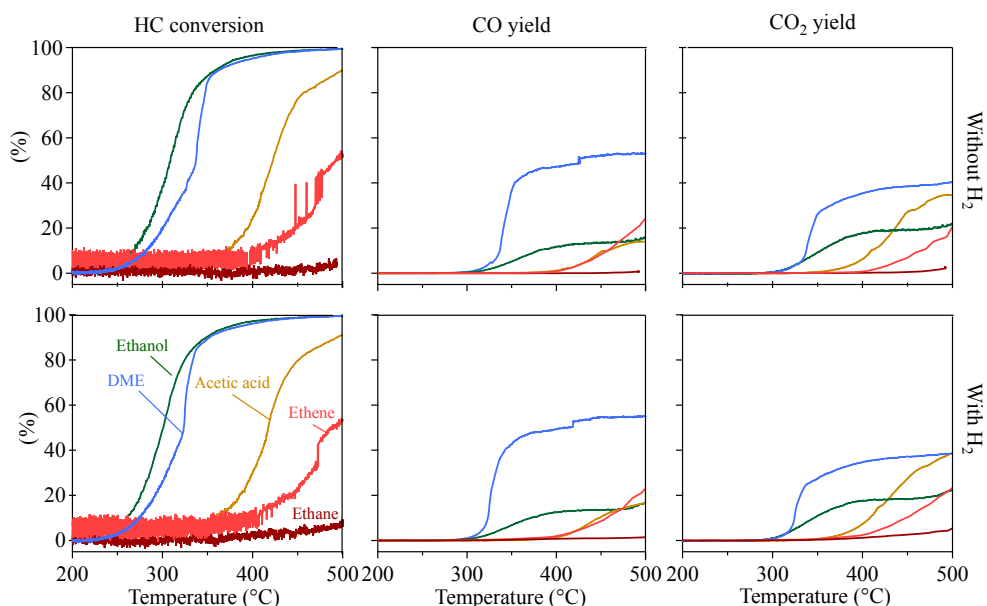 HC conversion
CO yield
CO2 yield
100
80
60
40
20
0
(%)
Without H2
100
80
60
40
20
0
(%)
Ethanol
DME
Acetic acid
Ethene
Ethane
With H2
200 300 400 500
200 300 400 500
200 300 400 500
Temperature (°C)
Temperature (°C)
Temperature (°C)